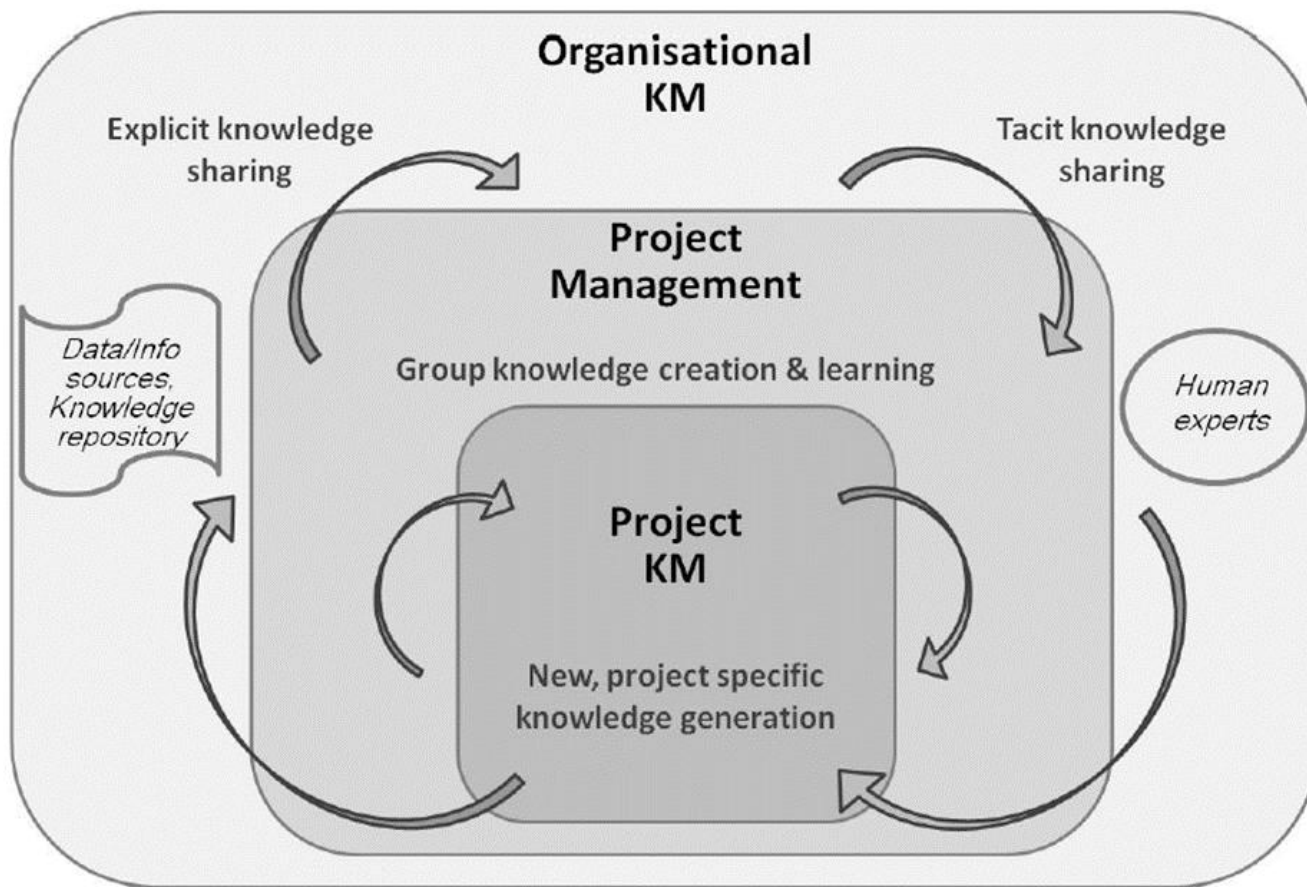 Organisational
KM
Explicit knowledge
sharing
Tacit knowledge
sharing
Project
Management
Data/Info
sources,
Knowledge
repository
Group knowledge creation & learning
Human
experts
Project
KM
New, project specific
knowledge generation